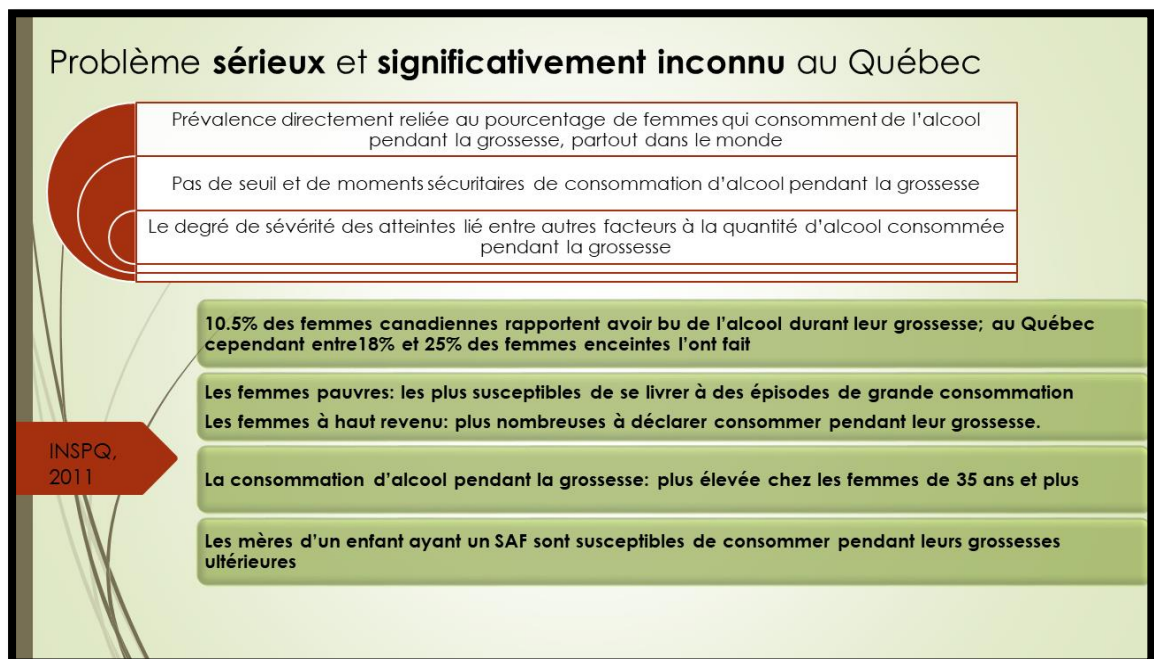 Problème sérieux et significativement inconnu au Québec
Prévalence directement reliée au pourcentage de femmes qui consomment de l'alcool
pendant la grossesse, partout dans le monde
Pas de seuil et de moments sécuritaires de consommation d'alcool pendant la grossesse
Le degré de sévérité des atteintes lié entre autres facteurs à la quantité d'alcool consommée
pendant la grossesse
10.5% des femmes canadiennes rapportent avoir bu de l'alcool durant leur grossesse; au Québec
cependant entre18% et 25% des femmes enceintes l'ont fait
Les femmes pauvres: les plus susceptibles de se livrer à des épisodes de grande consommation
Les femmes à haut revenu: plus nombreuses à déclarer consommer pendant leur grossesse.
INSPQ,
2011
La consommation d'alcool pendant la grossesse: plus élevée chez les femmes de 35 ans et plus
Les mères d'un enfant ayant un SAF sont susceptibles de consommer pendant leurs grossesses
ultérieures